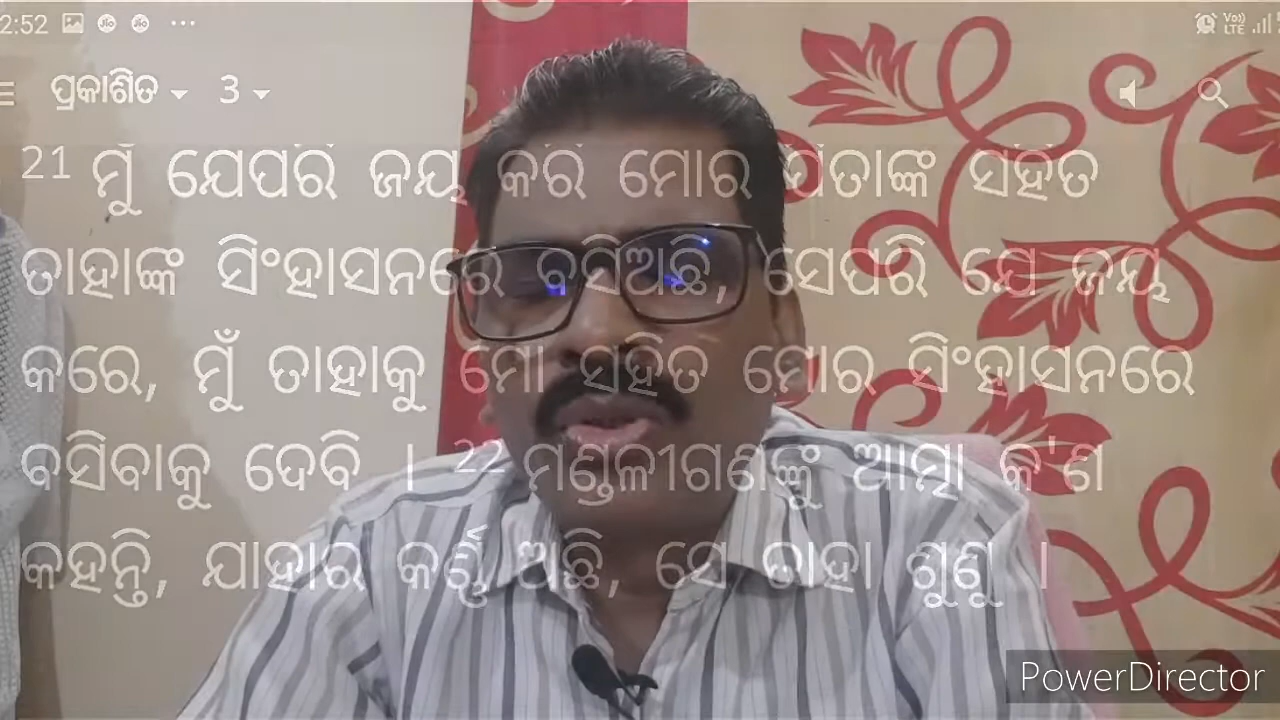 2:52
ପ୍ରକାଶିତ 3
21 ମୁଁ ଯେପରି ଜୟ କରି ମୋର ପିତାଙ୍କ ସହିତ
ତାହାଙ୍କ ସିଂହାସନରେ ବସିଅଛି, ସେପରି ଯେ ଜୟ
କରେ, ମୁଁ ତାହାକୁ ମୋ ସହିତ ମୋର ସିଂହାସନରେ
ବସିବାକୁ ଦେବି । 22 ମଣ୍ଡଳୀଗଣଙ୍କୁ ଆତ୍ମା କ'ଣ
କହନ୍ତି, ଯାହାର କର୍ଣ୍ଣ ଅଛି, ସେ ତାହା ଶୁଣୁ ।
PowerDirector